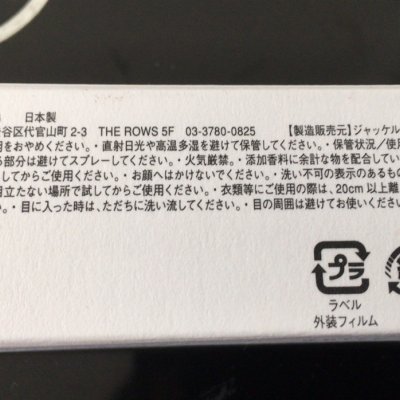 日本製
谷区代官山町 2-3 THE ROWS 5F 03-3780-0825 【製造販売元】ジャッケル
用をおやめください。・直射日光や高温多湿を避けて保管してください。・保管状況/使用
る部分は避けてスプレーしてください。・火気厳禁。・添加香料に余計な物を配合してい
してからご使用ください。・お顔へはかけないでください。・洗い不可の表示のあるもの
目立たない場所で試してからご使用ください。・衣類等にご使用の際は、20cm 以上離
・目に入った時は、ただちに洗い流してください。・目の周囲は避けてお使いください
プラ
ラベル
外装フィルム